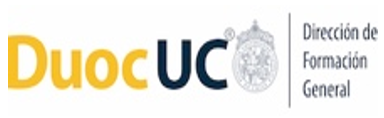 DuocUC®
Dirección de
Formación
General